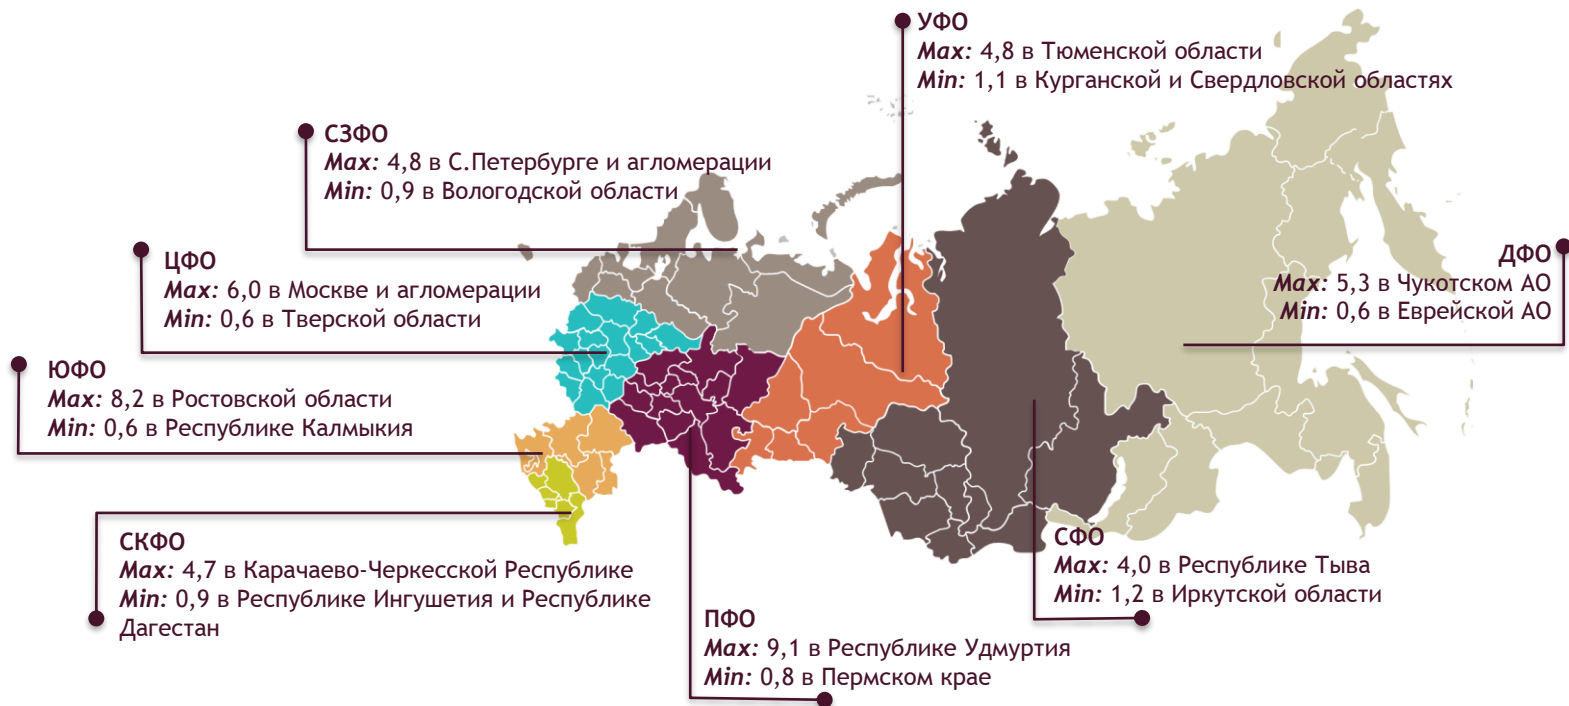 УФО
Max: 4,8 в Тюменской области
Min: 1,1 в Курганской и Свердловской областях
СЗФО
Max: 4,8 в С.Петербурге и агломерации
Min: 0,9 в Вологодской области
ЦФО
Max: 6,0 в Москве и агломерации
Min: 0,6 в Тверской области
ДФО
Max: 5,3 в Чукотском АО
Min: 0,6 в Еврейской АО
ЮФО
Max: 8,2 в Ростовской области
Min: 0,6 в Республике Калмыкия
СКФО
Max: 4,7 в Карачаево-Черкесской Республике
Min: 0,9 в Республике Ингушетия и Республике
Дагестан
СФО
Max: 4,0 в Республике Тыва
Min: 1,2 в Иркутской области
ПФО
Max: 9,1 в Республике Удмуртия
Min: 0,8 в Пермском крае